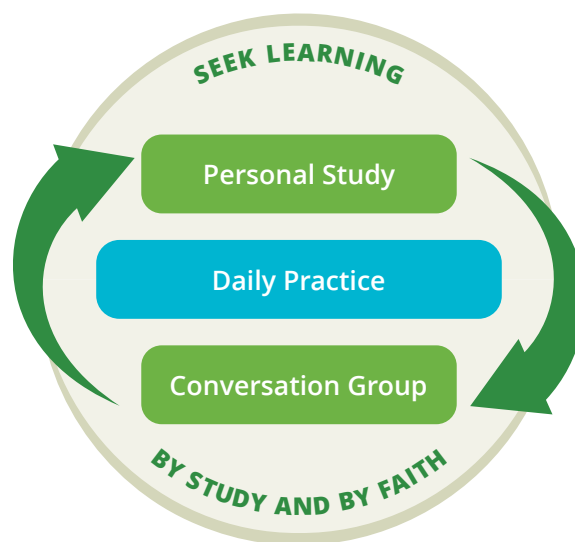 SEEK LEARNING
Personal Study
Daily Practice
Conversation Group
BY STUDY AND BY FAITH